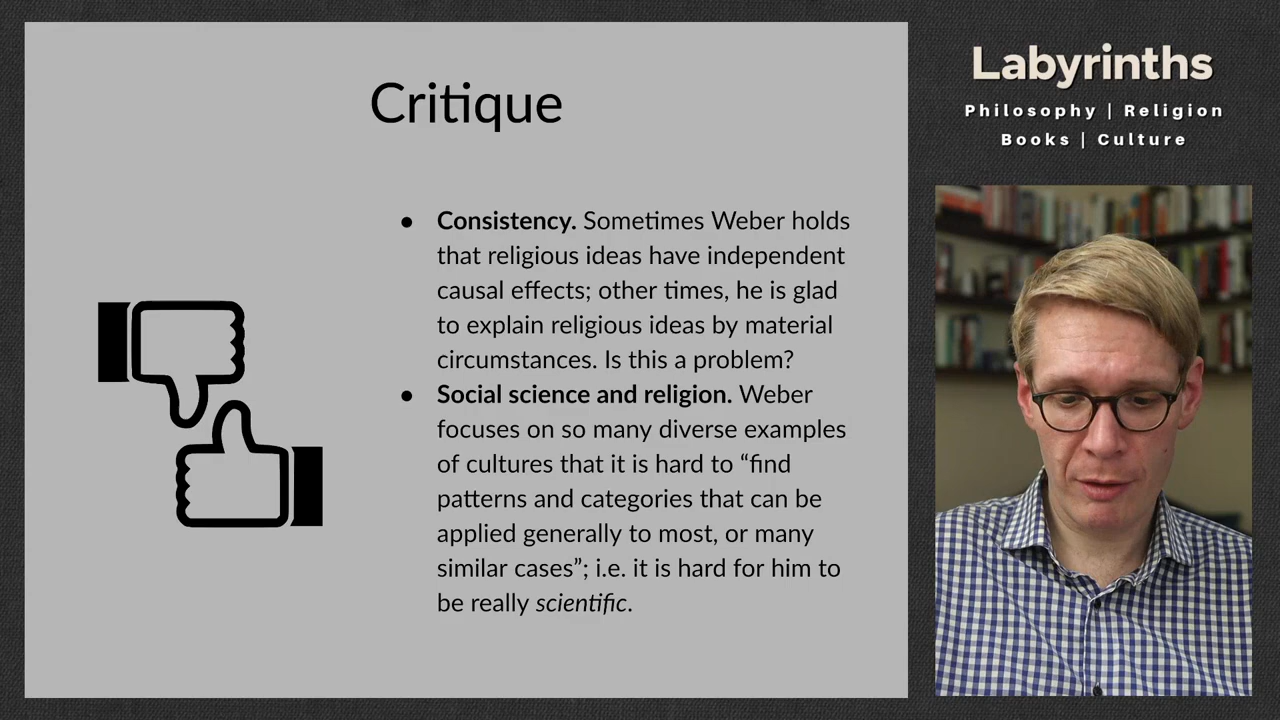 Critique
● Consistency. Sometimes Weber holds
that religious ideas have independent
causal effects; other times, he is glad
to explain religious ideas by material
circumstances. Is this a problem?
● Social science and religion. Weber
focuses on so many diverse examples
of cultures that it is hard to “find
patterns and categories that can be
applied generally to most, or many
similar cases”; i.e. it is hard for him to
be really scientific.
Labyrinths
Philosophy | Religion
Books | Culture